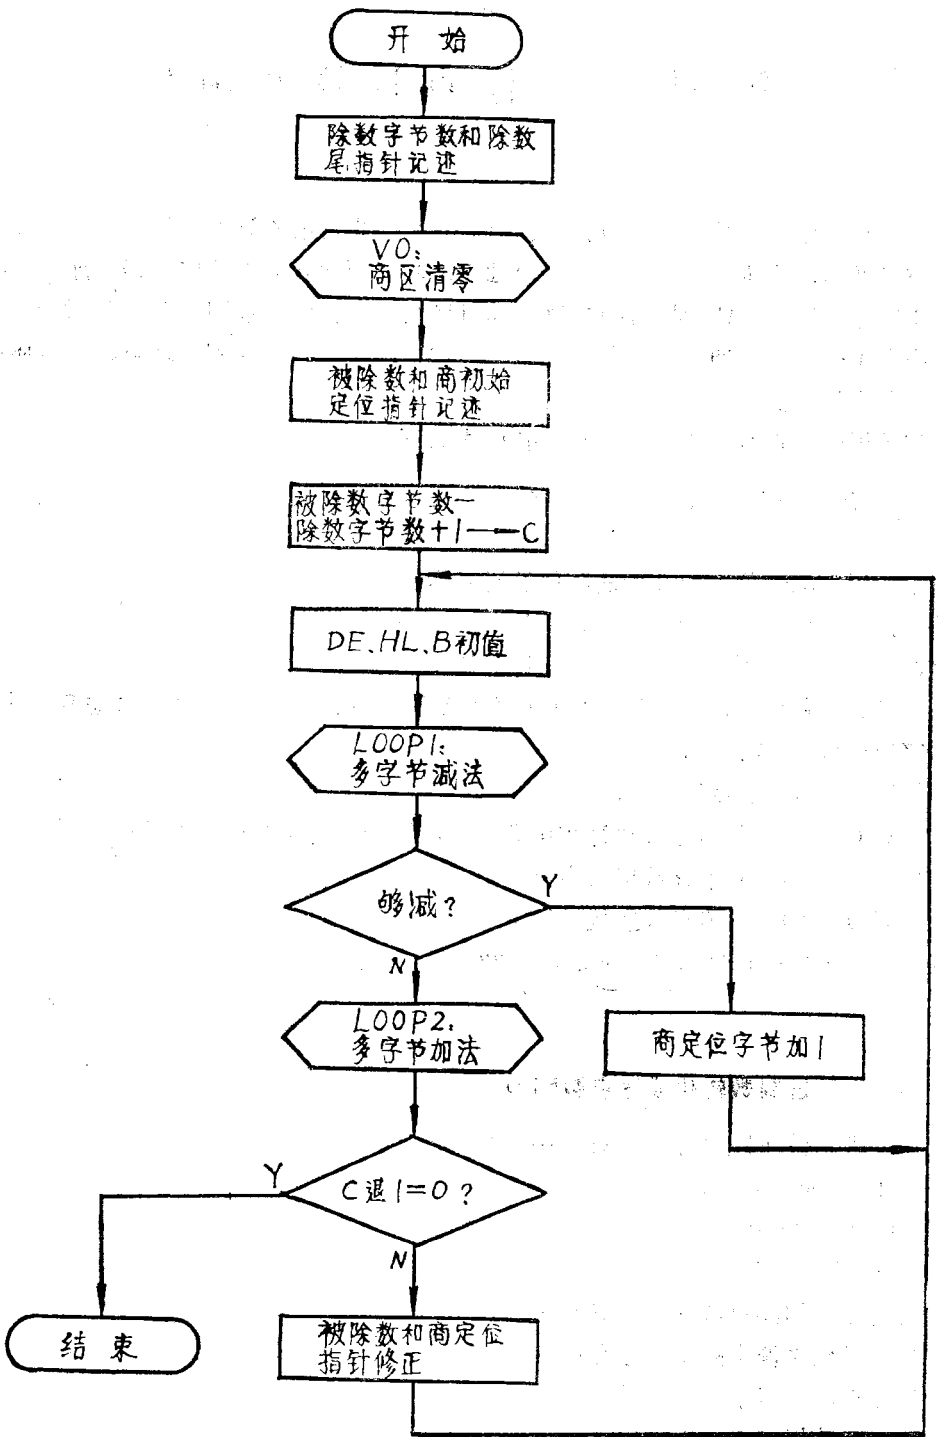 开始
除数字节数和除数
尾指针记迹
V0:
商区清零
被除数和商初始
定位指针记迹
被除数字节数一
除数字节数+1→C
DE、HL、B初值
LOOP1:
多字节减法
够减?
Y
N
LOOP2:
多字节加法
商定位字节加1
C退1=0?
Y
N
结束
被除数和商定位
指针修正